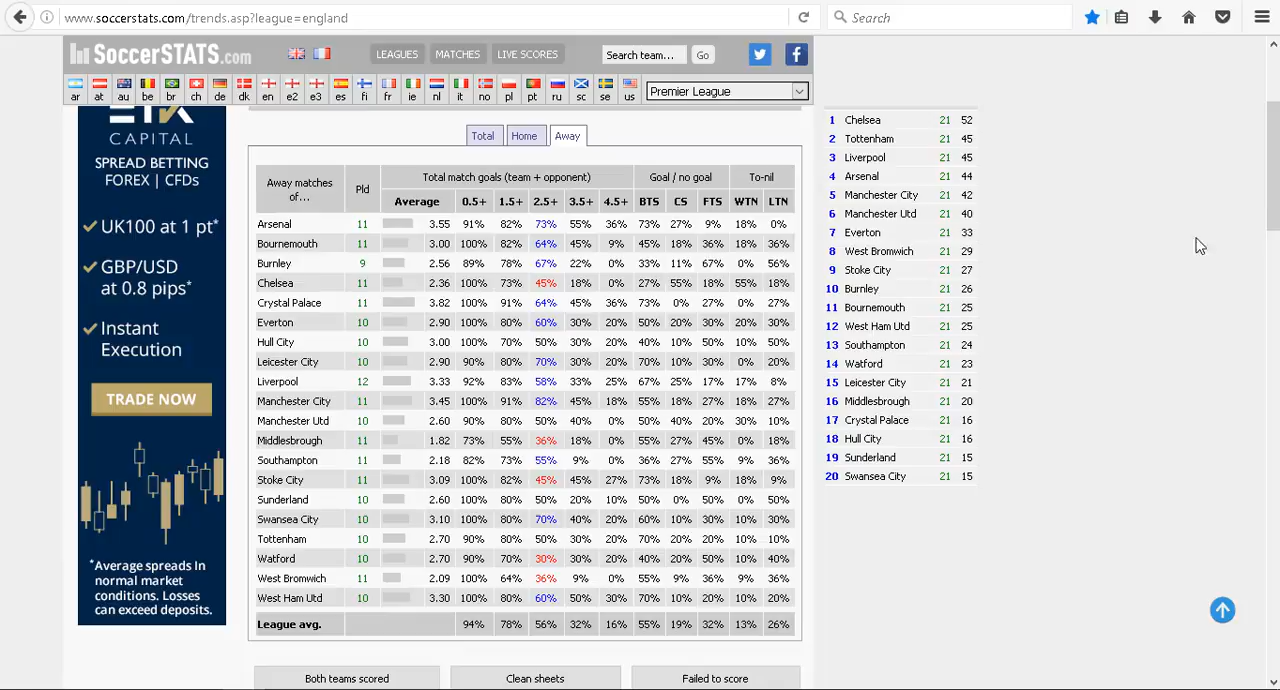 www.soccerstats.com/trends.asp?league=england
Search
SoccerSTATS.com
LEAGUES MATCHES LIVE SCORES Search team... Go
ar at au be br ch de dk en e2 e3 es fi fr ie nl it no pl pt ru sc se us Premier League
CAPITAL
SPREAD BETTING
FOREX | CFDs
UK100 at 1 pt*
GBP/USD
at 0.8 pips*
Instant
Execution
TRADE NOW
*Average spreads in
normal market
conditions. Losses
can exceed deposits.
Total Home Away
Away matches of... Pld Total match goals (team + opponent) Goal / no goal To-nil
Average 0.5+ 1.5+ 2.5+ 3.5+ 4.5+ BTS CS FTS WTN LTN
Arsenal 11 3.55 91% 82% 73% 55% 36% 73% 27% 9% 18% 0%
Bournemouth 11 3.00 100% 82% 64% 45% 9% 45% 18% 36% 18% 36%
Burnley 9 2.56 89% 78% 67% 22% 0% 33% 11% 67% 0% 56%
Chelsea 11 2.36 100% 73% 45% 18% 0% 27% 55% 18% 55% 18%
Crystal Palace 11 3.82 100% 91% 64% 45% 36% 73% 0% 27% 0% 27%
Everton 10 2.90 100% 80% 60% 30% 20% 50% 20% 30% 20% 30%
Hull City 10 3.00 100% 70% 50% 30% 20% 40% 10% 50% 10% 50%
Leicester City 10 2.90 90% 80% 70% 30% 20% 70% 10% 30% 0% 20%
Liverpool 12 3.33 92% 83% 58% 33% 25% 67% 25% 17% 17% 8%
Manchester City 11 3.45 100% 91% 82% 45% 18% 55% 18% 27% 18% 27%
Manchester Utd 10 2.60 90% 80% 50% 40% 0% 50% 40% 20% 30% 10%
Middlesbrough 11 1.82 73% 55% 36% 18% 0% 55% 27% 45% 0% 18%
Southampton 11 2.18 82% 73% 55% 9% 0% 36% 27% 55% 9% 36%
Stoke City 11 3.09 100% 82% 45% 45% 27% 73% 18% 9% 18% 9%
Sunderland 10 2.60 100% 80% 50% 20% 10% 50% 0% 50% 0% 50%
Swansea City 10 3.10 100% 80% 70% 40% 20% 60% 10% 30% 10% 30%
Tottenham 10 2.70 90% 80% 50% 30% 20% 70% 20% 20% 10% 10%
Watford 10 2.70 90% 70% 30% 30% 20% 40% 20% 50% 10% 40%
West Bromwich 11 2.09 100% 64% 36% 9% 0% 55% 9% 36% 9% 36%
West Ham Utd 10 3.30 100% 80% 60% 50% 30% 70% 10% 20% 10% 20%
League avg. 94% 78% 56% 32% 16% 55% 19% 32% 13% 26%
Both teams scored Clean sheets Failed to score
1 Chelsea 21 52
2 Tottenham 21 45
3 Liverpool 21 45
4 Arsenal 21 44
5 Manchester City 21 42
6 Manchester Utd 21 40
7 Everton 21 33
8 West Bromwich 21 29
9 Stoke City 21 27
10 Burnley 21 26
11 Bournemouth 21 25
12 West Ham Utd 21 25
13 Southampton 21 24
14 Watford 21 23
15 Leicester City 21 21
16 Middlesbrough 21 20
17 Crystal Palace 21 16
18 Hull City 21 16
19 Sunderland 21 15
20 Swansea City 21 15